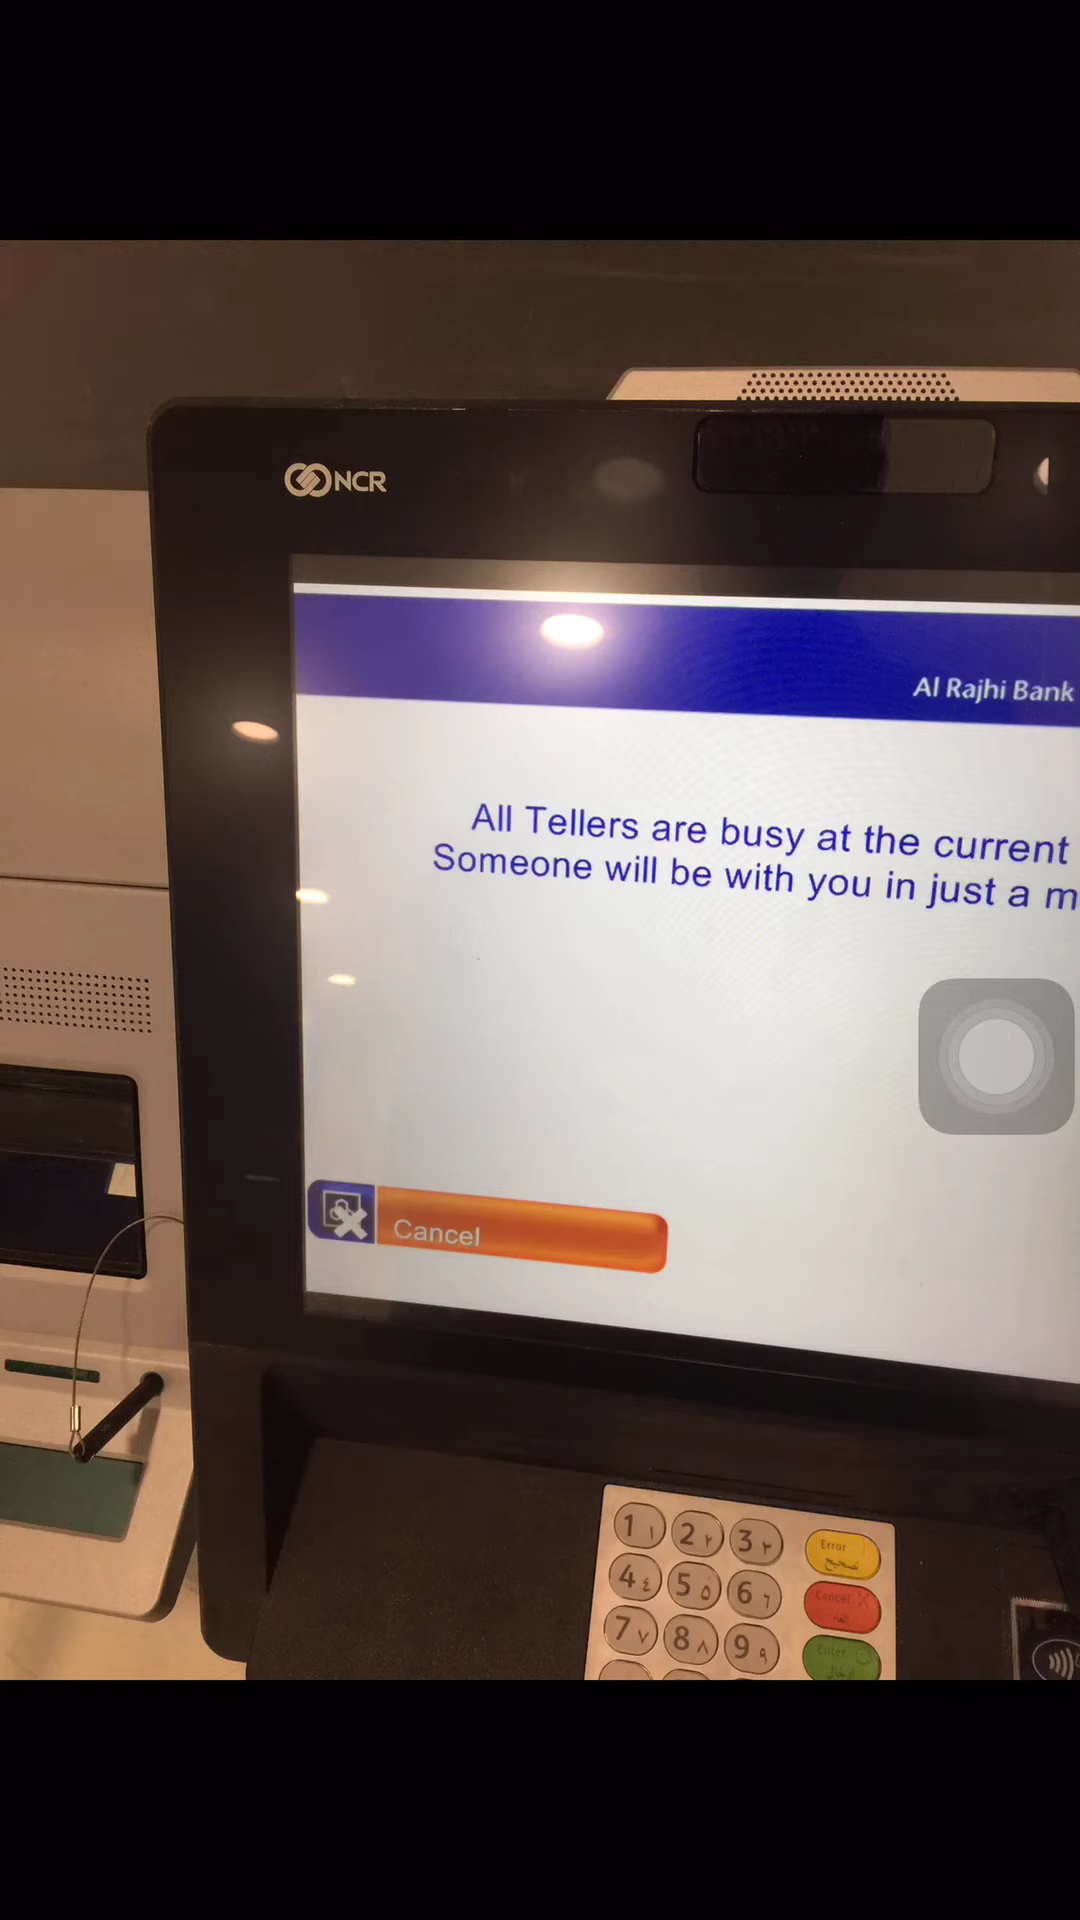 NCR
Al Rajhi Bank
All Tellers are busy at the current
Someone will be with you in just a m
Cancel
1 ١ 2 ٢ 3 ٣
Error
تصحيح
4 ٤ 5 ٥ 6 ٦
Cancel
7 ٧ 8 ٨ 9 ٩
Enter
إدخال